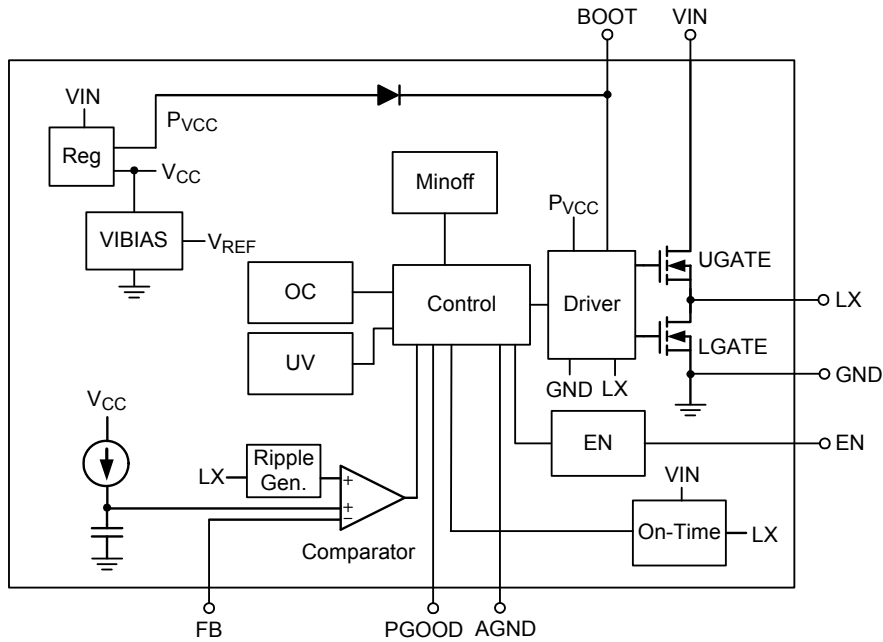 BOOT VIN
VIN
PVCC
Reg
VCC
Minoff
PVCC
VIBIAS
VREF
UGATE
OC
Control
Driver
LX
UV
LGATE
GND
GND LX
VCC
EN
EN
LX
Ripple
Gen.
+
+
−
VIN
On-Time
LX
Comparator
FB
PGOOD AGND